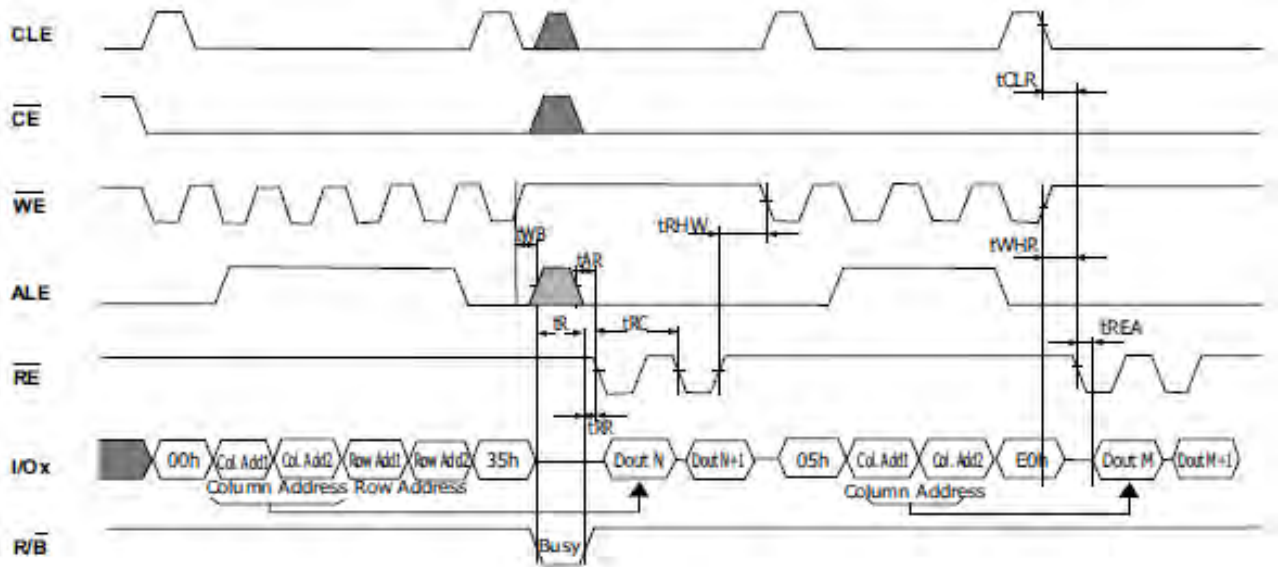 CLE
tCLR
CE
WE
tWB
tRHW
tWHR
tAR
ALE
tR
tRC
tREA
RE
tRR
I/Ox
00h Col. Add1 Col. Add2 Row Add1 Row Add2 35h Dout N Dout N+1 05h Col. Add1 Col. Add2 E0h Dout M Dout M+1
Column Address Row Address Column Address
R/B Busy